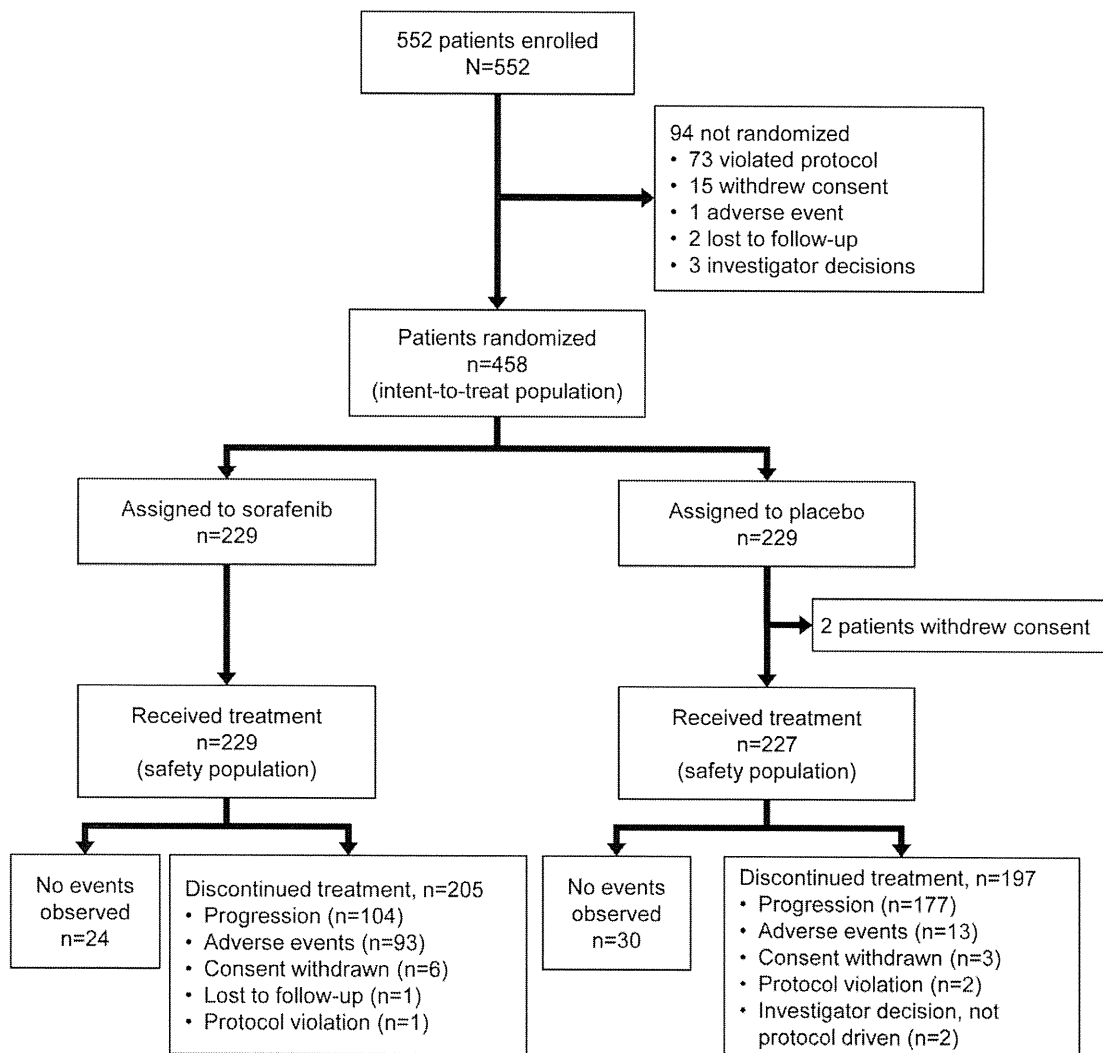 552 patients enrolled
N=552
94 not randomized
• 73 violated protocol
• 15 withdrew consent
• 1 adverse event
• 2 lost to follow-up
• 3 investigator decisions
Patients randomized
n=458
(intent-to-treat population)
Assigned to sorafenib
n=229
Assigned to placebo
n=229
2 patients withdrew consent
Received treatment
n=229
(safety population)
Received treatment
n=227
(safety population)
No events
observed
n=24
Discontinued treatment, n=205
• Progression (n=104)
• Adverse events (n=93)
• Consent withdrawn (n=6)
• Lost to follow-up (n=1)
• Protocol violation (n=1)
No events
observed
n=30
Discontinued treatment, n=197
• Progression (n=177)
• Adverse events (n=13)
• Consent withdrawn (n=3)
• Protocol violation (n=2)
• Investigator decision, not
protocol driven (n=2)